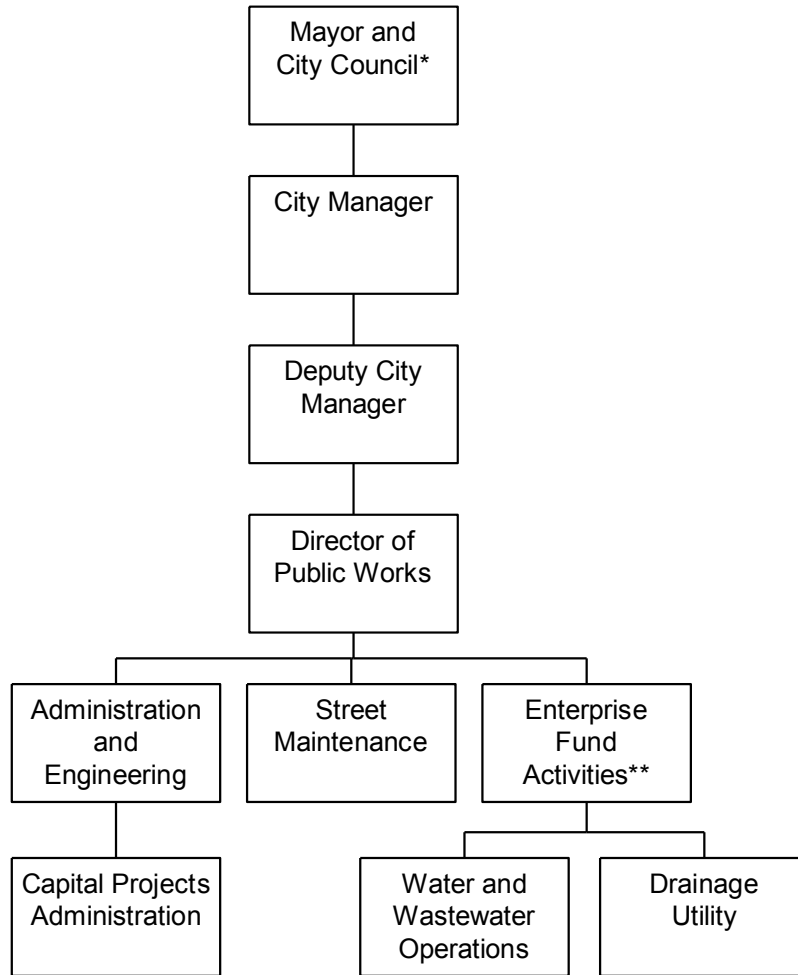 Mayor and
City Council*
City Manager
Deputy City
Manager
Director of
Public Works
Administration
and
Engineering
Street
Maintenance
Enterprise
Fund
Activities**
Capital Projects
Administration
Water and
Wastewater
Operations
Drainage
Utility